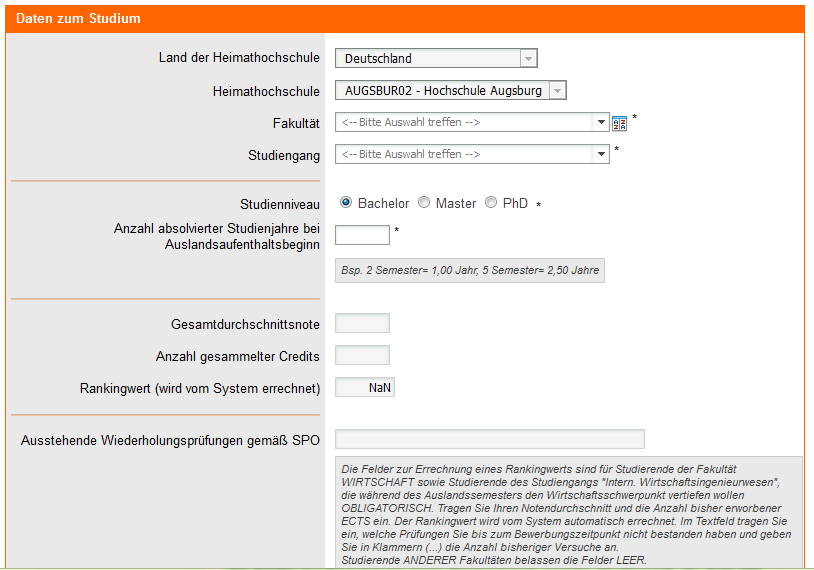 Daten zum Studium
Land der Heimathochschule Deutschland
Heimathochschule AUGSBUR02 - Hochschule Augsburg
Fakultät <-- Bitte Auswahl treffen --> *
Studiengang <-- Bitte Auswahl treffen --> *
Studienniveau Bachelor Master PhD *
Anzahl absolvierter Studienjahre bei
Auslandsaufenthaltsbeginn *
Bsp. 2 Semester= 1,00 Jahr, 5 Semester= 2,50 Jahre
Gesamtdurchschnittsnote
Anzahl gesammelter Credits
Rankingwert (wird vom System errechnet) NaN
Ausstehende Wiederholungsprüfungen gemäß SPO
Die Felder zur Errechnung eines Rankingwerts sind für Studierende der Fakultät
WIRTSCHAFT sowie Studierende des Studiengangs "Intern. Wirtschaftsingenieurwesen",
die während des Auslandssemesters den Wirtschaftsschwerpunkt vertiefen wollen
OBLIGATORISCH. Tragen Sie Ihren Notendurchschnitt und die Anzahl bisher erworbener
ECTS ein. Der Rankingwert wird vom System automatisch errechnet. Im Textfeld tragen Sie
ein, welche Prüfungen Sie bis zum Bewerbungszeitpunkt nicht bestanden haben und geben
Sie in Klammern (...) die Anzahl bisheriger Versuche an.
Studierende ANDERER Fakultäten belassen die Felder LEER.